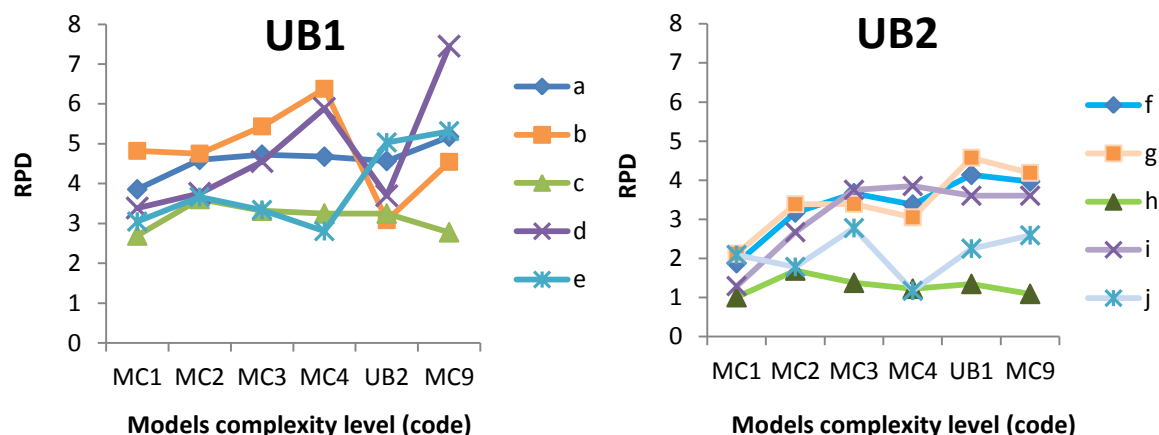 UB1
8
7
6
5
4
3
2
1
0
RPD
MC1 MC2 MC3 MC4 UB2 MC9
Models complexity level (code)
a
b
c
d
e
UB2
8
7
6
5
4
3
2
1
0
RPD
MC1 MC2 MC3 MC4 UB1 MC9
Models complexity level (code)
f
g
h
i
j